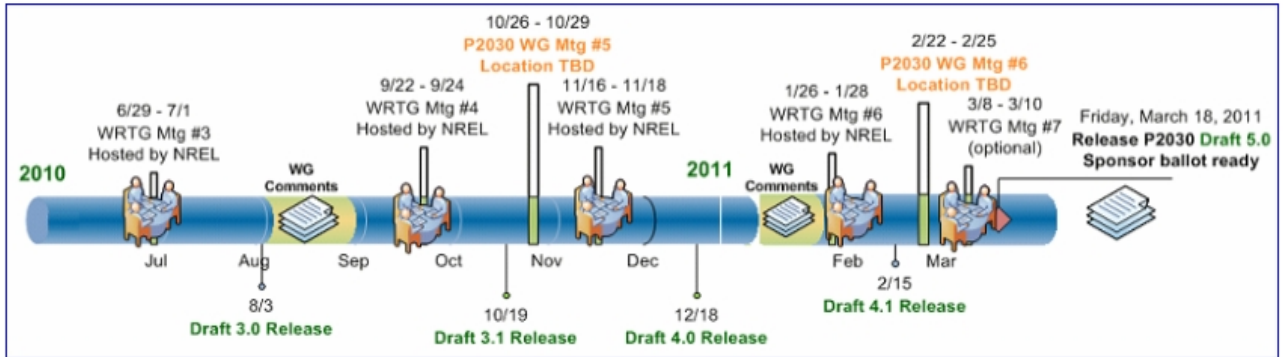 10/26 - 10/29
P2030 WG Mtg #5
Location TBD
2/22 - 2/25
P2030 WG Mtg #6
Location TBD
9/22 - 9/24
WRTG Mtg #4
Hosted by NREL
11/16 - 11/18
WRTG Mtg #5
Hosted by NREL
6/29 - 7/1
WRTG Mtg #3
Hosted by NREL
1/26 - 1/28
WRTG Mtg #6
Hosted by NREL
3/8 - 3/10
WRTG Mtg #7
(optional)
Friday, March 18, 2011
Release P2030 Draft 5.0
Sponsor ballot ready
2010
WG
Comments
2011
WG
Comments
Jul
Aug
Sep
Oct
Nov
Dec
Feb
Mar
8/3
Draft 3.0 Release
10/19
Draft 3.1 Release
12/18
Draft 4.0 Release
2/15
Draft 4.1 Release